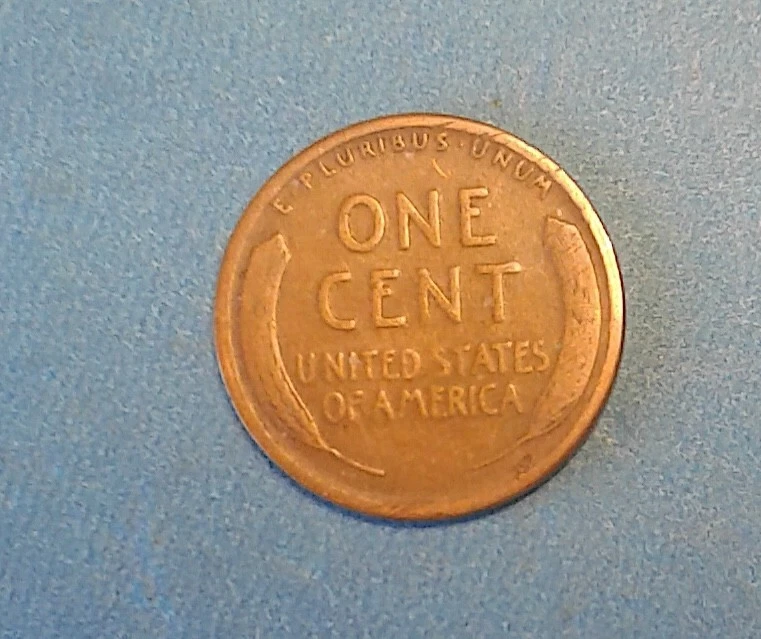 E · PLURIBUS · UNUM
ONE
CENT
UNITED STATES
OF AMERICA